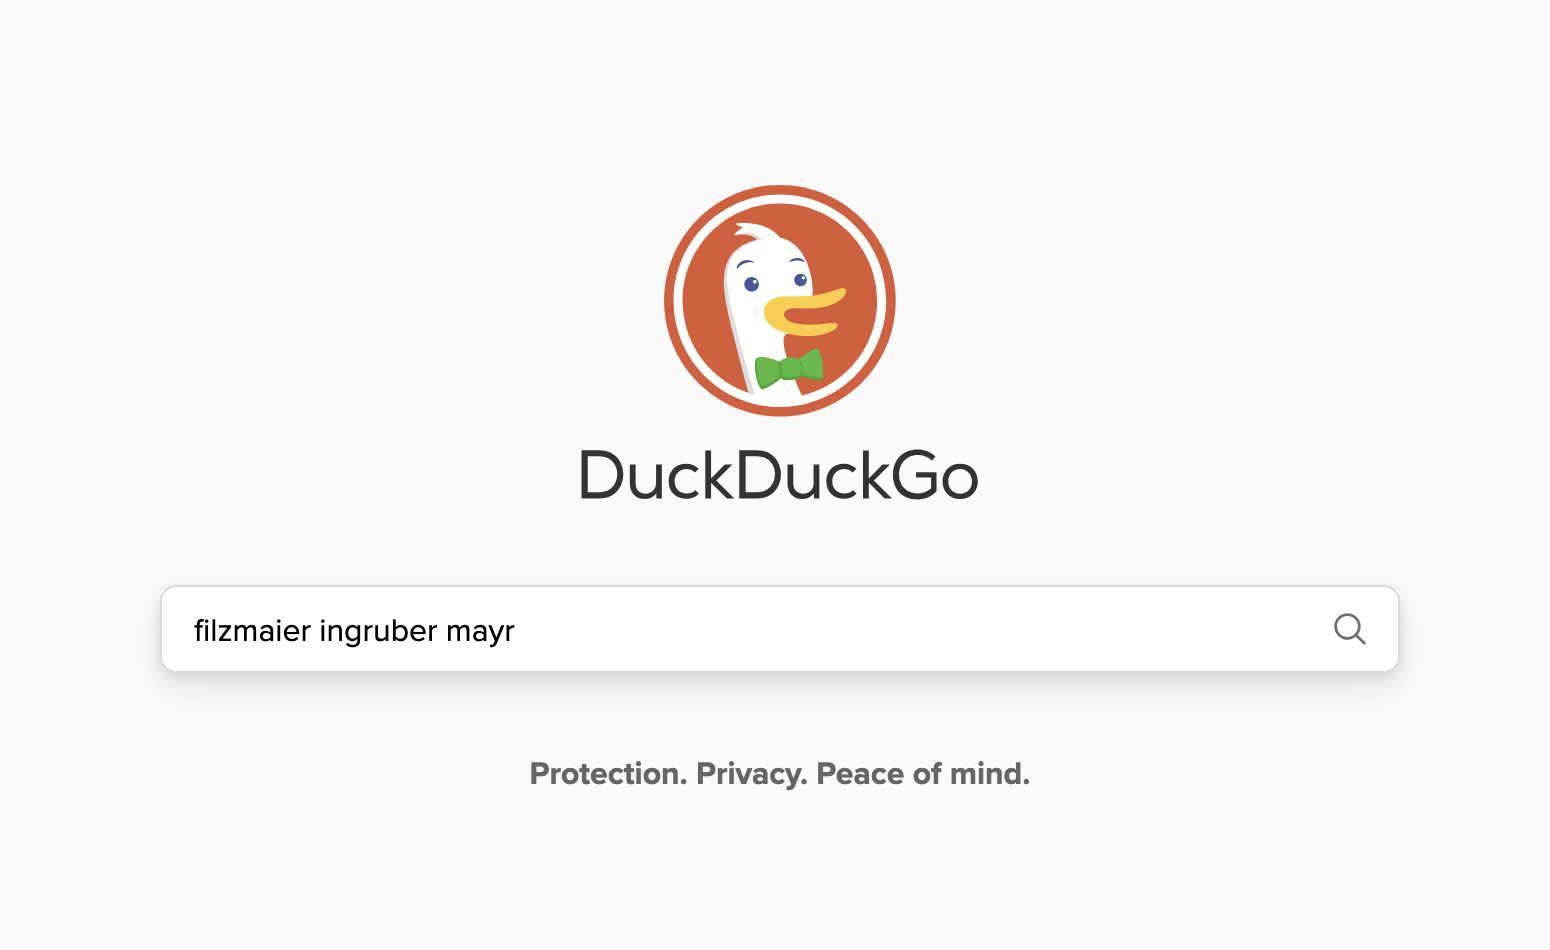 DuckDuckGo
filzmaier ingruber mayr
Protection. Privacy. Peace of mind.